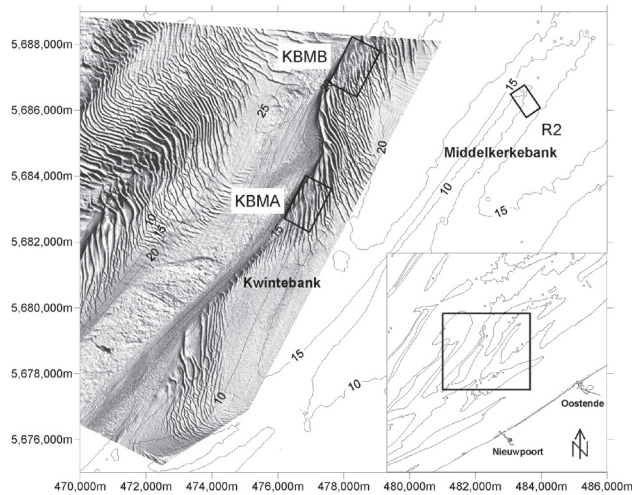 5,688,000m
5,686,000m
5,684,000m
5,682,000m
5,680,000m
5,678,000m
5,676,000m
KBMB
20
15
25
R2
20
Middelkerkebank
10
KBMA
15
10
15
15
20
Kwintebank
15
10
10
Oostende
Nieuwpoort
N
470,000m 472,000m 474,000m 476,000m 478,000m 480,000m 482,000m 484,000m 486,000m